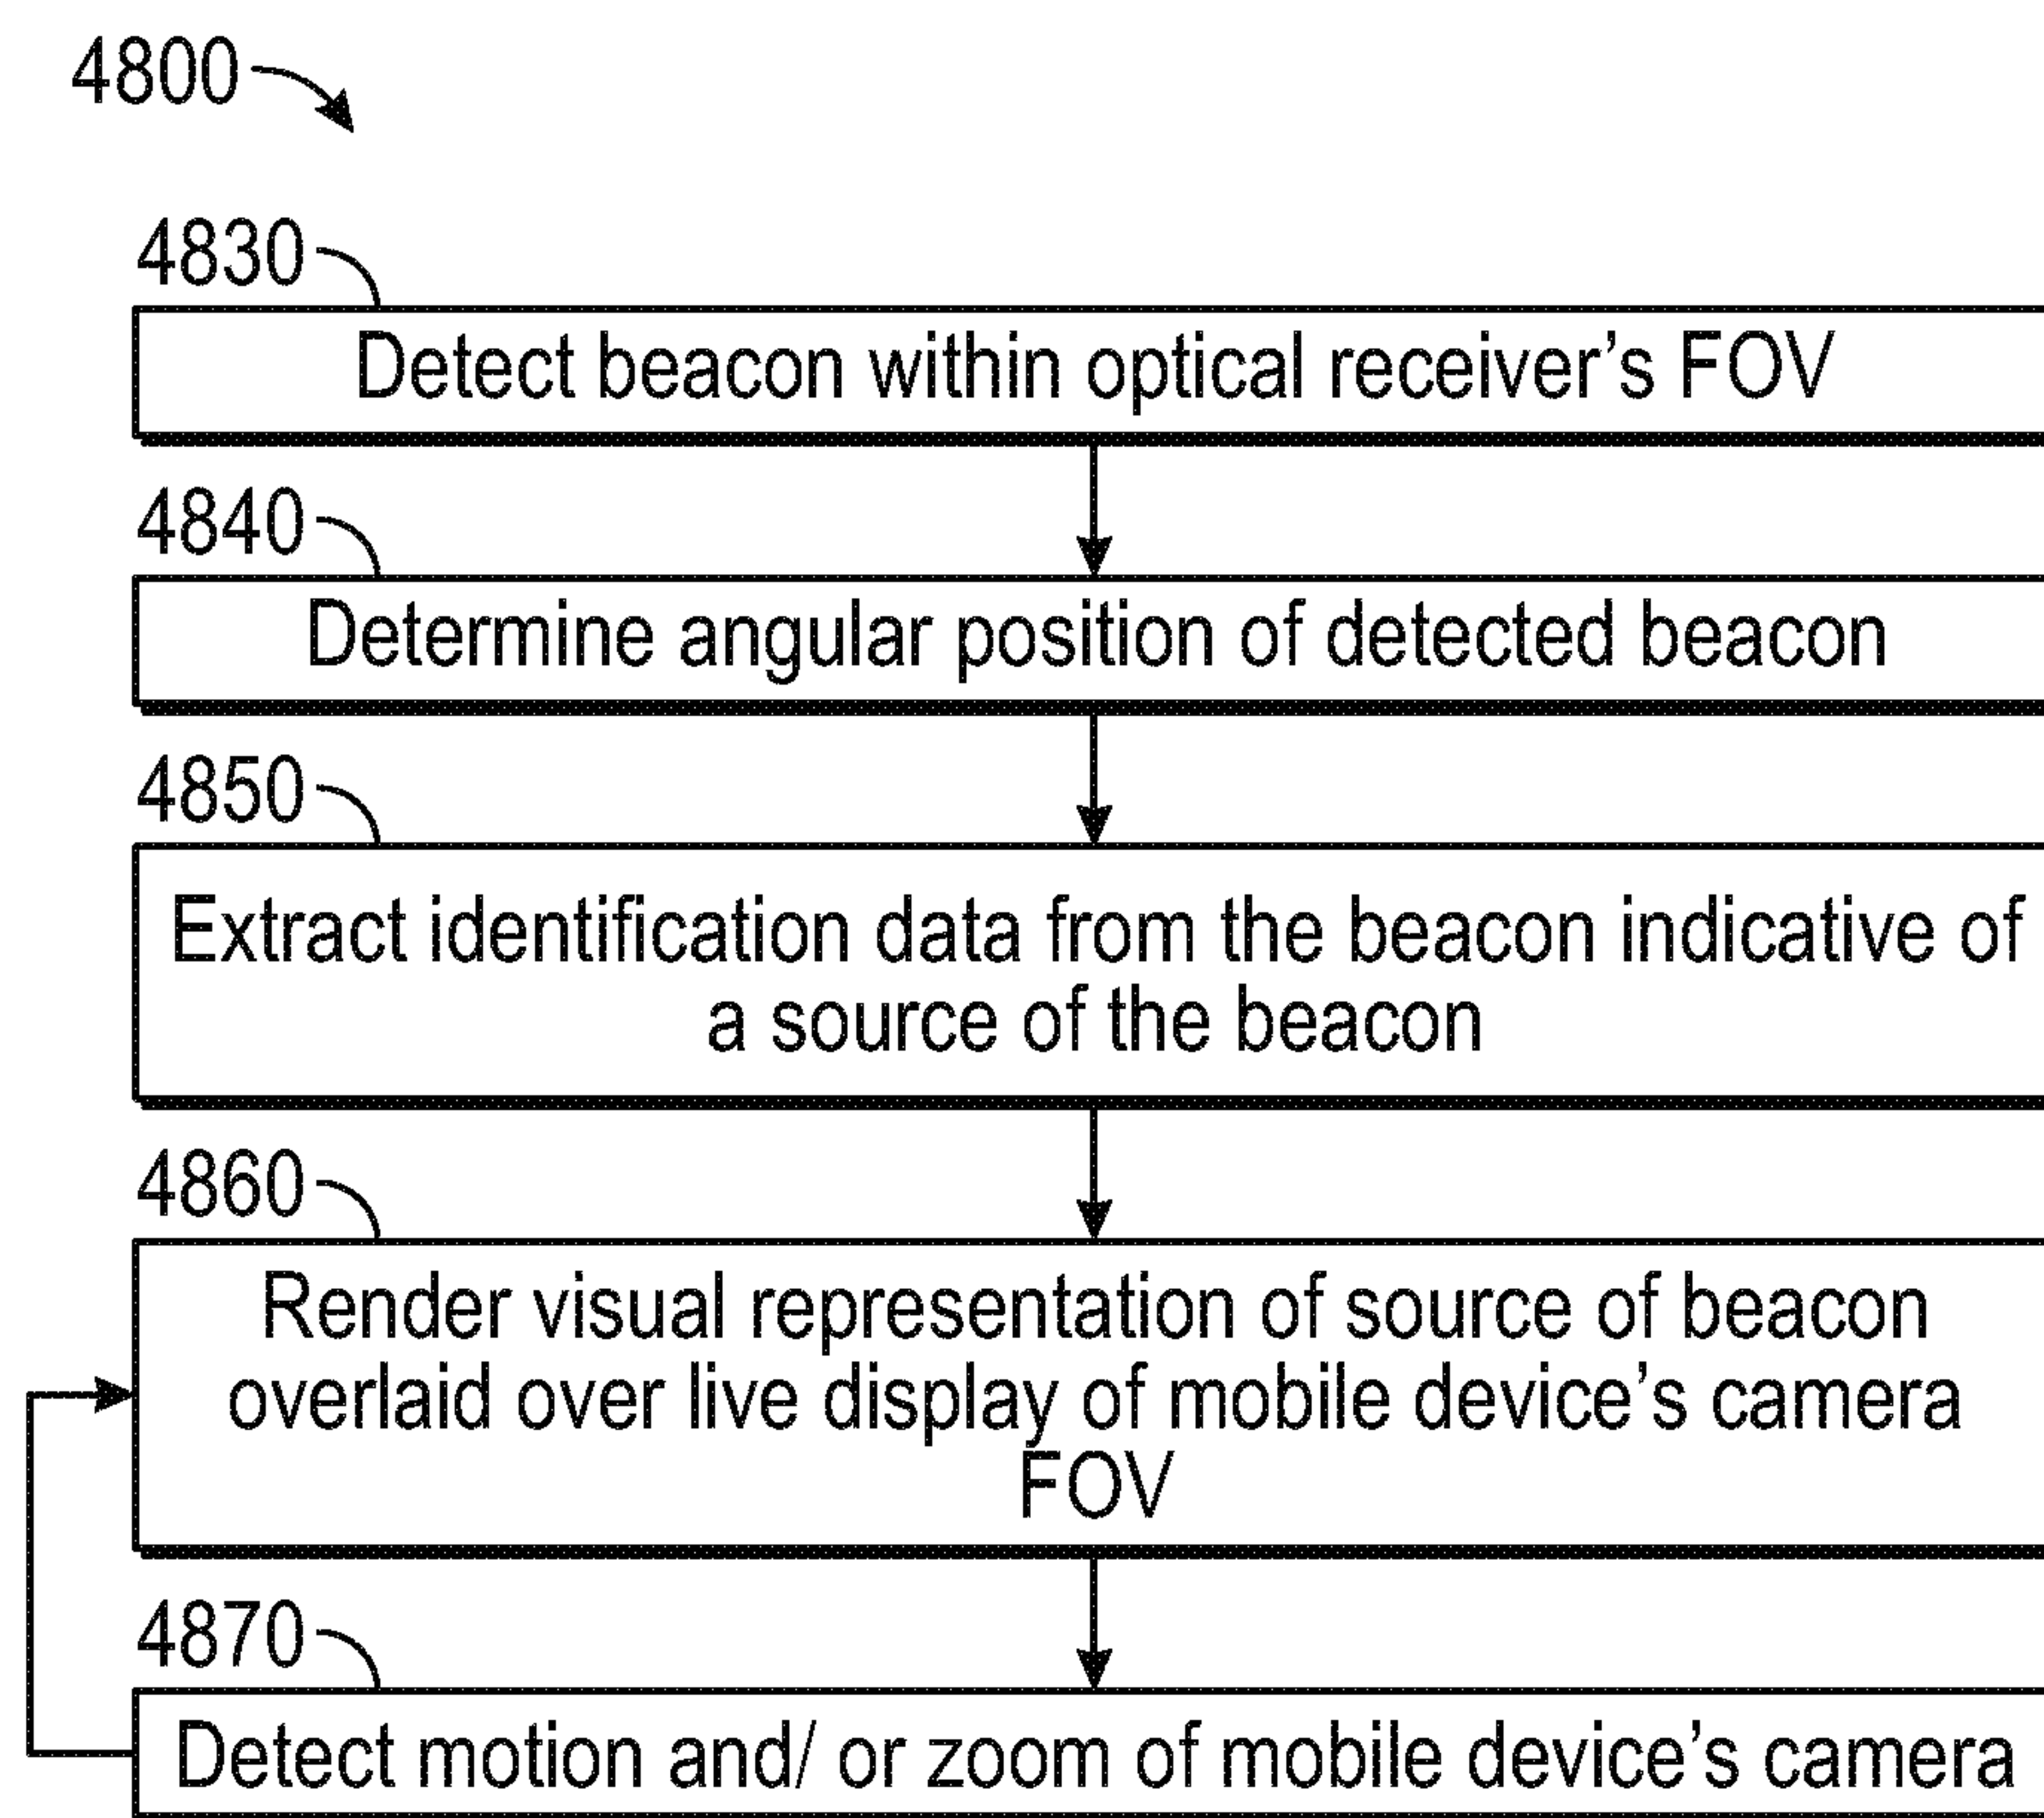 4800
4830
Detect beacon within optical receiver’s FOV
4840
Determine angular position of detected beacon
4850
Extract identification data from the beacon indicative of
a source of the beacon
4860
Render visual representation of source of beacon
overlaid over live display of mobile device’s camera
FOV
4870
Detect motion and/ or zoom of mobile device’s camera